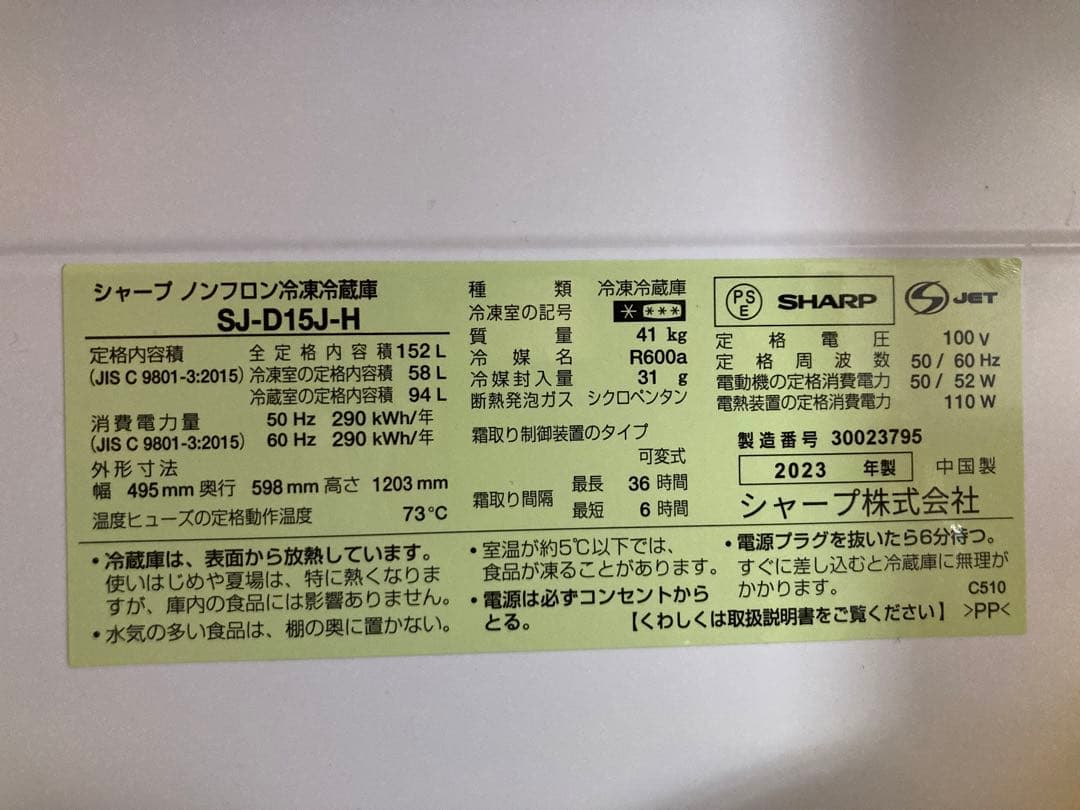 シャープ ノンフロン冷凍冷蔵庫
SJ-D15J-H
定格内容積 全定格内容積 152 L
(JIS C 9801-3:2015) 冷凍室の定格内容積 58 L
冷蔵室の定格内容積 94 L
消費電力量 50 Hz 290 kWh/年
(JIS C 9801-3:2015) 60 Hz 290 kWh/年
外形寸法
幅 495 mm 奥行 598 mm 高さ 1203 mm
温度ヒューズの定格動作温度 73℃
種類 冷凍冷蔵庫
冷凍室の記号 * ***
質量 41 kg
冷媒名 R600a
冷媒封入量 31 g
断熱発泡ガス シクロペンタン
霜取り制御装置のタイプ
可変式
霜取り間隔 最長 36 時間
最短 6 時間
PSE SHARP JET
定格電圧 100 V
定格周波数 50 / 60 Hz
電動機の定格消費電力 50 / 52 W
電熱装置の定格消費電力 110 W
製造番号 30023795
2023 年製 中国製
シャープ株式会社
・冷蔵庫は、表面から放熱しています。
使いはじめや夏場は、特に熱くなりま
すが、庫内の食品には影響ありません。
・水気の多い食品は、棚の奥に置かない。
・室温が約5℃以下では、
食品が凍ることがあります。
・電源は必ずコンセントから
とる。
・電源プラグを抜いたら6分待つ。
すぐに差し込むと冷蔵庫に無理が
かかります。 C510
【くわしくは取扱説明書をご覧ください】 >PP<